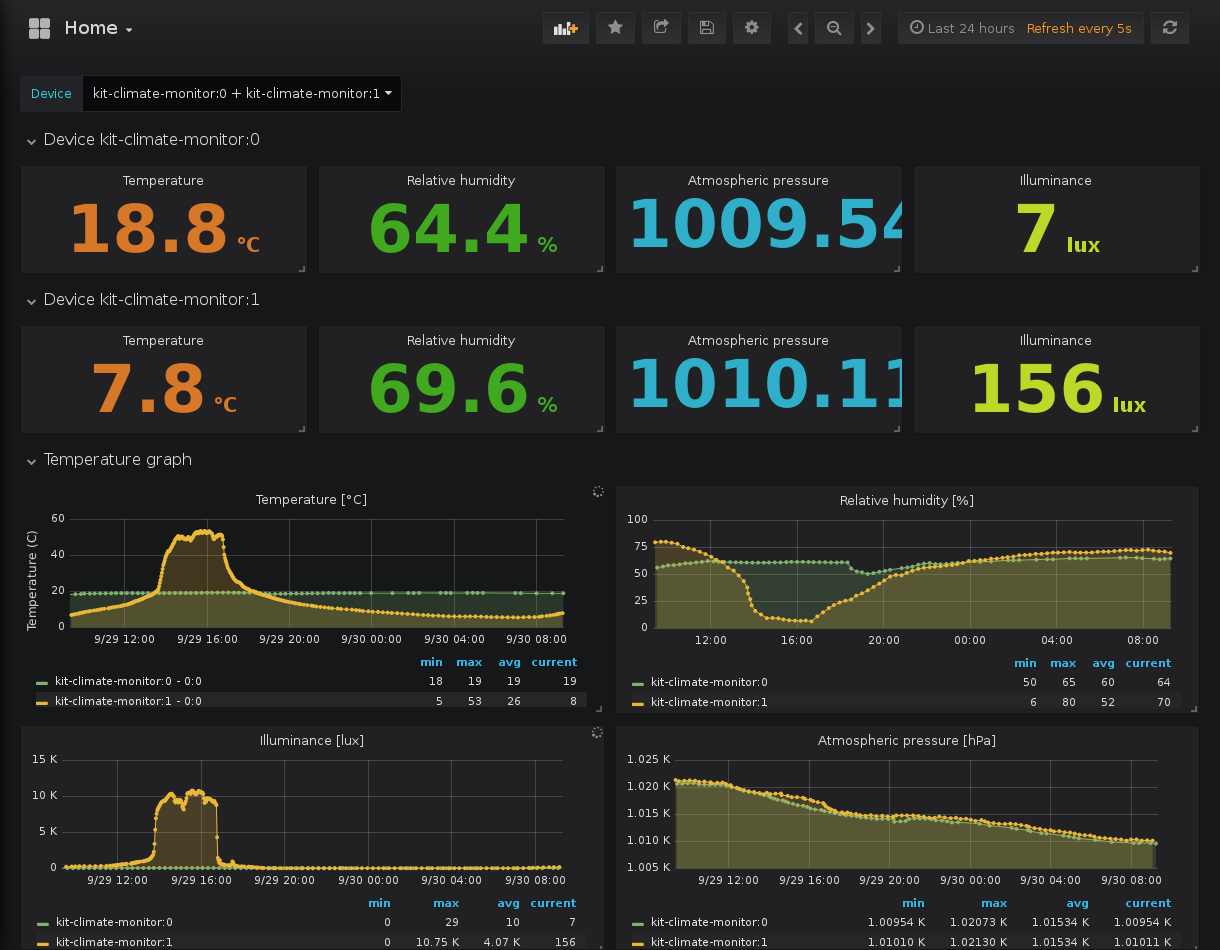 Home
Last 24 hours Refresh every 5s
Device kit-climate-monitor:0 + kit-climate-monitor:1
Device kit-climate-monitor:0
Temperature Relative humidity Atmospheric pressure Illuminance
18.8 °C 64.4 % 1009.54 7 lux
Device kit-climate-monitor:1
Temperature Relative humidity Atmospheric pressure Illuminance
7.8 °C 69.6 % 1010.11 156 lux
Temperature graph
Temperature [°C]
Temperature (C)
60
40
20
0
9/29 12:00 9/29 16:00 9/29 20:00 9/30 00:00 9/30 04:00 9/30 08:00
min max avg current
kit-climate-monitor:0 - 0:0 18 19 19 19
kit-climate-monitor:1 - 0:0 5 53 26 8
Relative humidity [%]
100
75
50
25
0
12:00 16:00 20:00 00:00 04:00 08:00
min max avg current
kit-climate-monitor:0 50 65 60 64
kit-climate-monitor:1 6 80 52 70
Illuminance [lux]
15 K
10 K
5 K
0
9/29 12:00 9/29 16:00 9/29 20:00 9/30 00:00 9/30 04:00 9/30 08:00
min max avg current
kit-climate-monitor:0 0 29 10 7
kit-climate-monitor:1 0 10.75 K 4.07 K 156
Atmospheric pressure [hPa]
1.025 K
1.020 K
1.015 K
1.010 K
1.005 K
9/29 12:00 9/29 16:00 9/29 20:00 9/30 00:00 9/30 04:00 9/30 08:00
min max avg current
kit-climate-monitor:0 1.00954 K 1.02073 K 1.01534 K 1.00954 K
kit-climate-monitor:1 1.01010 K 1.02130 K 1.01534 K 1.01011 K